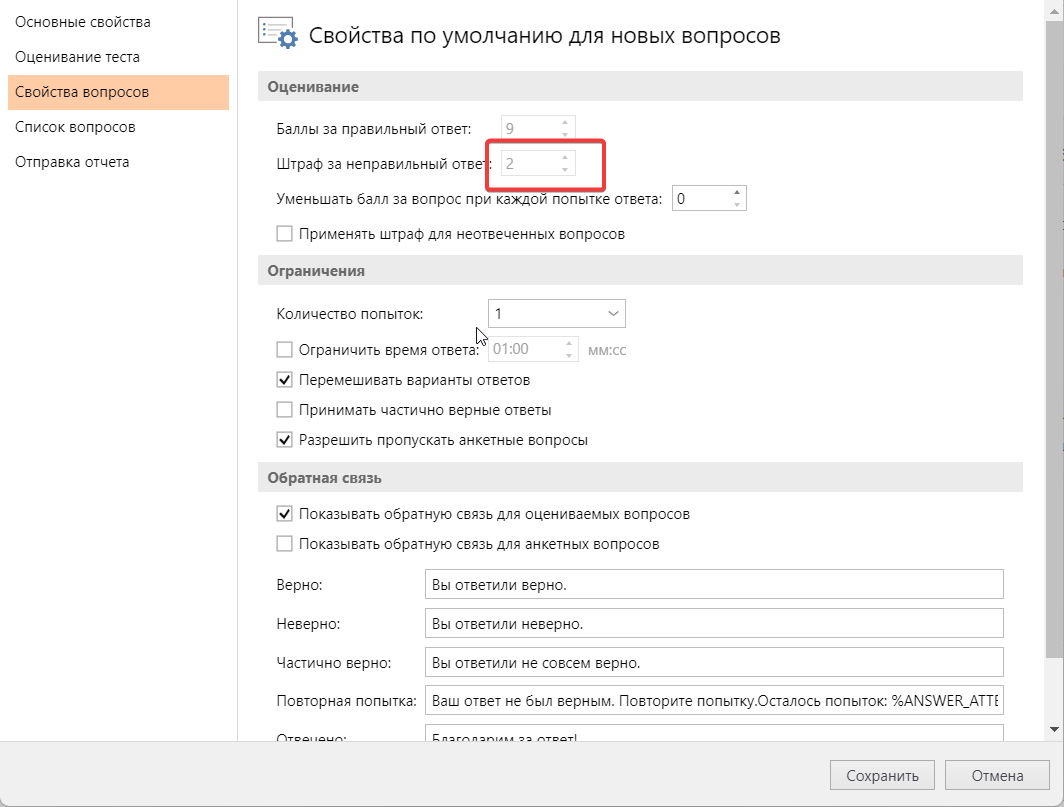 Основные свойства
Оценивание теста
Свойства вопросов
Список вопросов
Отправка отчета
Свойства по умолчанию для новых вопросов
Оценивание
Баллы за правильный ответ: 9
Штраф за неправильный ответ: 2
Уменьшать балл за вопрос при каждой попытке ответа: 0
Применять штраф для неотвеченных вопросов
Ограничения
Количество попыток: 1
Ограничить время ответа: 01:00 мм:сс
Перемешивать варианты ответов
Принимать частично верные ответы
Разрешить пропускать анкетные вопросы
Обратная связь
Показывать обратную связь для оцениваемых вопросов
Показывать обратную связь для анкетных вопросов
Верно: Вы ответили верно.
Неверно: Вы ответили неверно.
Частично верно: Вы ответили не совсем верно.
Повторная попытка: Ваш ответ не был верным. Повторите попытку.Осталось попыток: %ANSWER_ATTE
Отвечено: Благодарим за ответ!
Сохранить Отмена